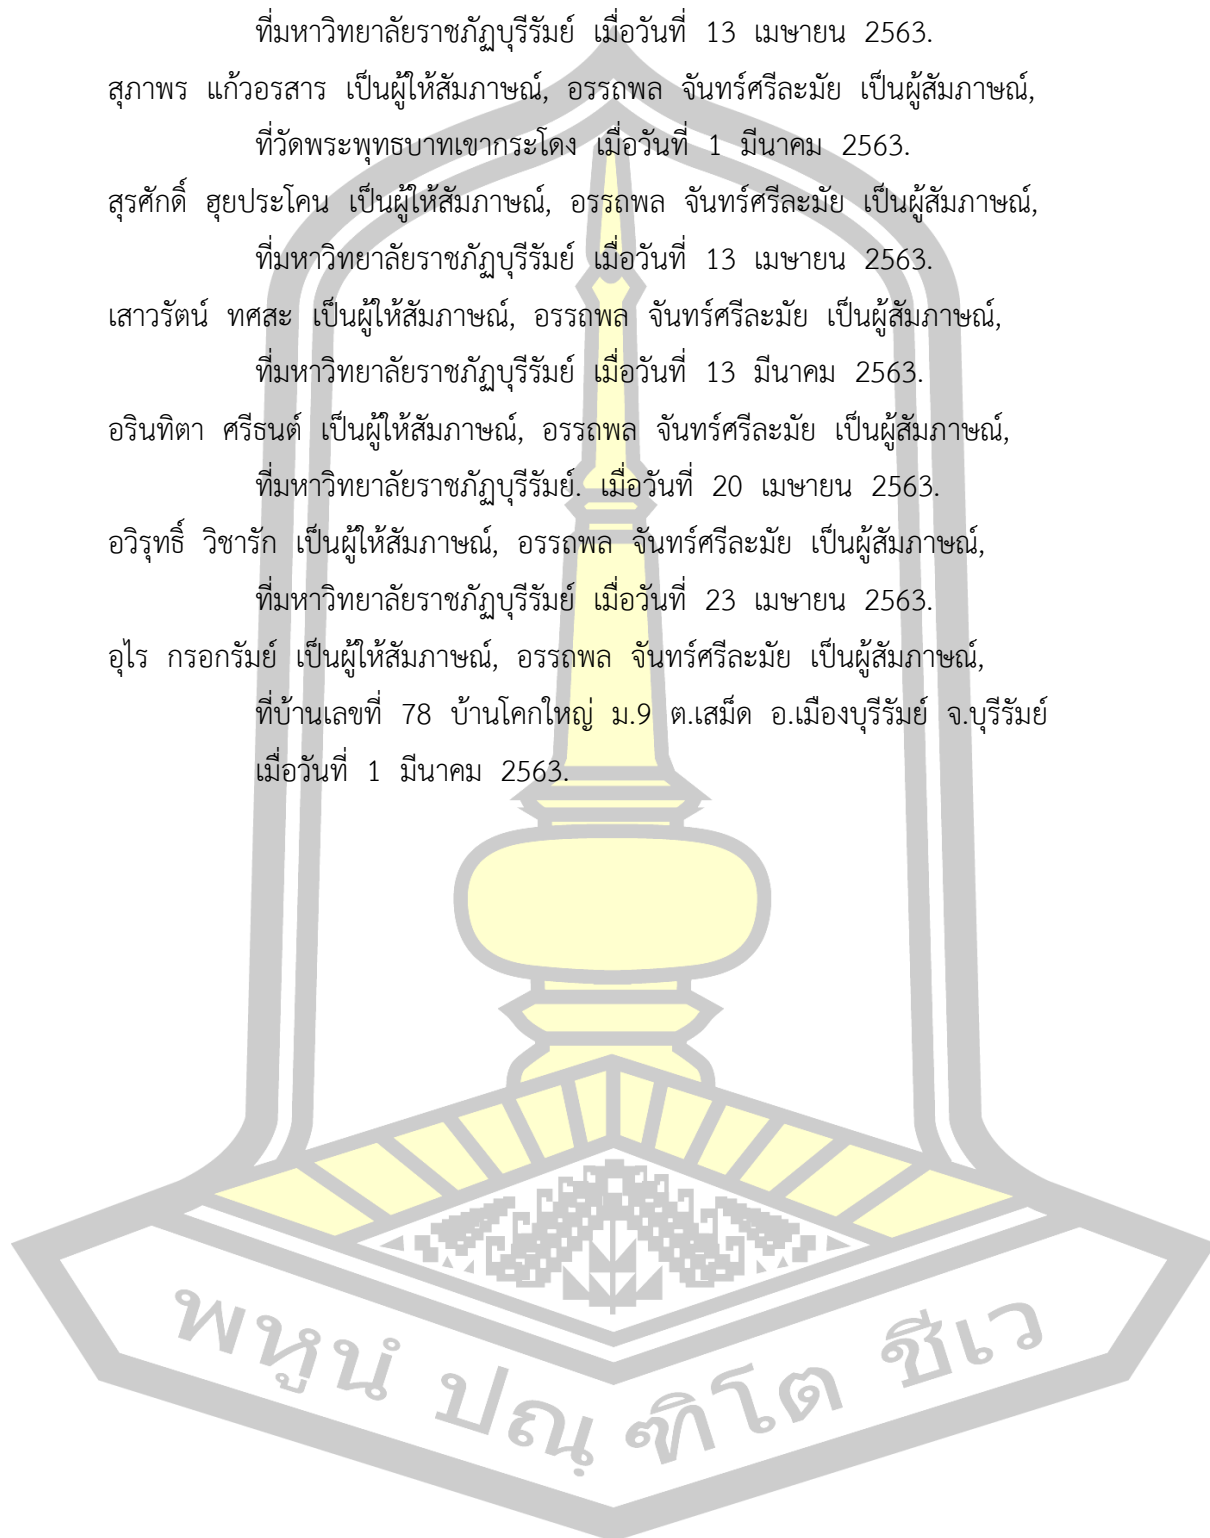 ที่มหาวิทยาลัยราชภัฏบุรีรัมย์ เมื่อวันที่ 13 เมษายน 2563.
สุภาพร แก้วอรสาร เป็นผู้ให้สัมภาษณ์, อรรถพล จันทร์ศรีละมัย เป็นผู้สัมภาษณ์,
ที่วัดพระพุทธบาทเขากระโดง เมื่อวันที่ 1 มีนาคม 2563.
สุรศักดิ์ ฮุยประโคน เป็นผู้ให้สัมภาษณ์, อรรถพล จันทร์ศรีละมัย เป็นผู้สัมภาษณ์,
ที่มหาวิทยาลัยราชภัฏบุรีรัมย์ เมื่อวันที่ 13 เมษายน 2563.
เสาวรัตน์ ทศสะ เป็นผู้ให้สัมภาษณ์, อรรถพล จันทร์ศรีละมัย เป็นผู้สัมภาษณ์,
ที่มหาวิทยาลัยราชภัฏบุรีรัมย์ เมื่อวันที่ 13 มีนาคม 2563.
อรินทิตา ศรีธนต์ เป็นผู้ให้สัมภาษณ์, อรรถพล จันทร์ศรีละมัย เป็นผู้สัมภาษณ์,
ที่มหาวิทยาลัยราชภัฏบุรีรัมย์. เมื่อวันที่ 20 เมษายน 2563.
อวิรุทธิ์ วิชารัก เป็นผู้ให้สัมภาษณ์, อรรถพล จันทร์ศรีละมัย เป็นผู้สัมภาษณ์,
ที่มหาวิทยาลัยราชภัฏบุรีรัมย์ เมื่อวันที่ 23 เมษายน 2563.
อุไร กรอกรัมย์ เป็นผู้ให้สัมภาษณ์, อรรถพล จันทร์ศรีละมัย เป็นผู้สัมภาษณ์,
ที่บ้านเลขที่ 78 บ้านโคกใหญ่ ม.9 ต.เสม็ด อ.เมืองบุรีรัมย์ จ.บุรีรัมย์
เมื่อวันที่ 1 มีนาคม 2563.
พหูนํ ปณฺฑิโต ชีเว